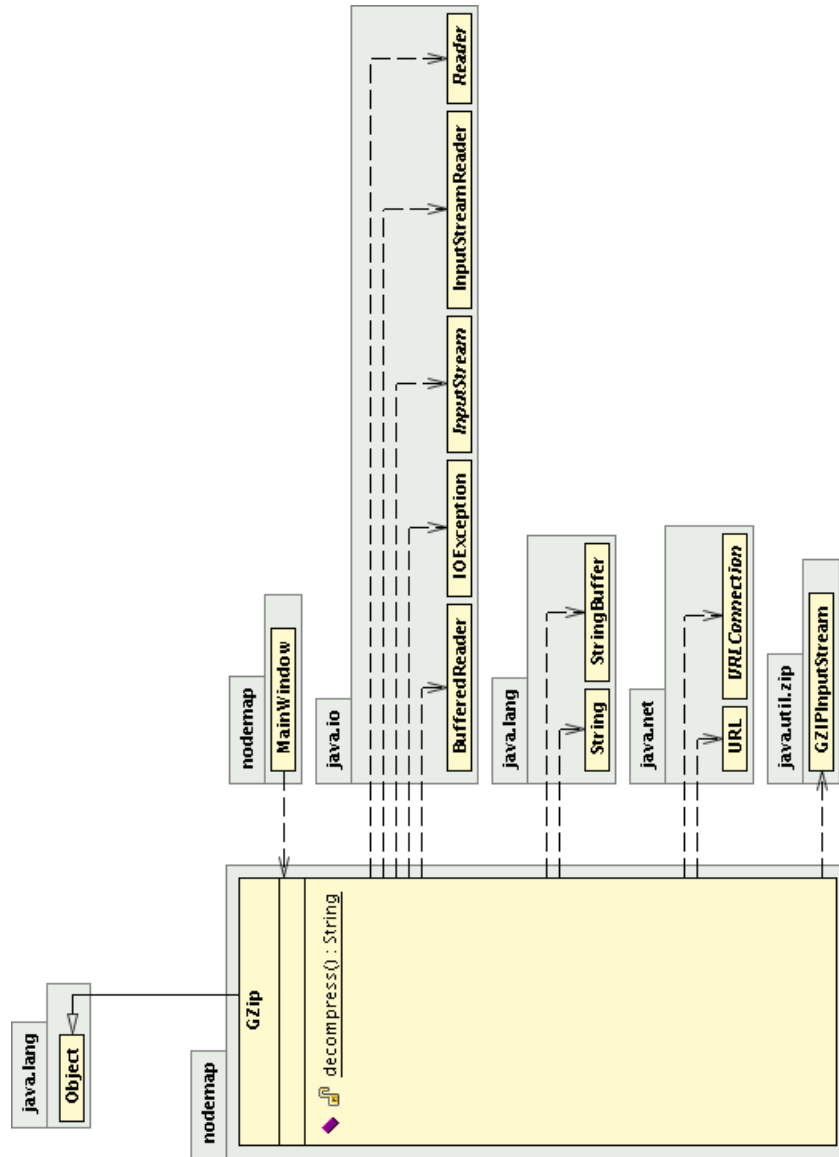 java.lang
Object
nodemap
GZip
decompress() : String
nodemap
MainWindow
java.io
BufferedReader
IOException
InputStream
InputStreamReader
Reader
java.lang
String
StringBuffer
java.net
URL
URLConnection
java.util.zip
GZIPInputStream